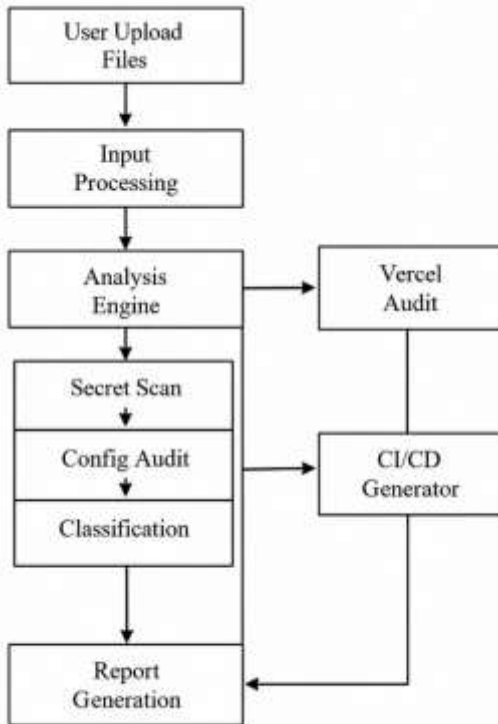 User Upload
Files
Input
Processing
Analysis
Engine
Vercel
Audit
Secret Scan
Config Audit
Classification
CI/CD
Generator
Report
Generation